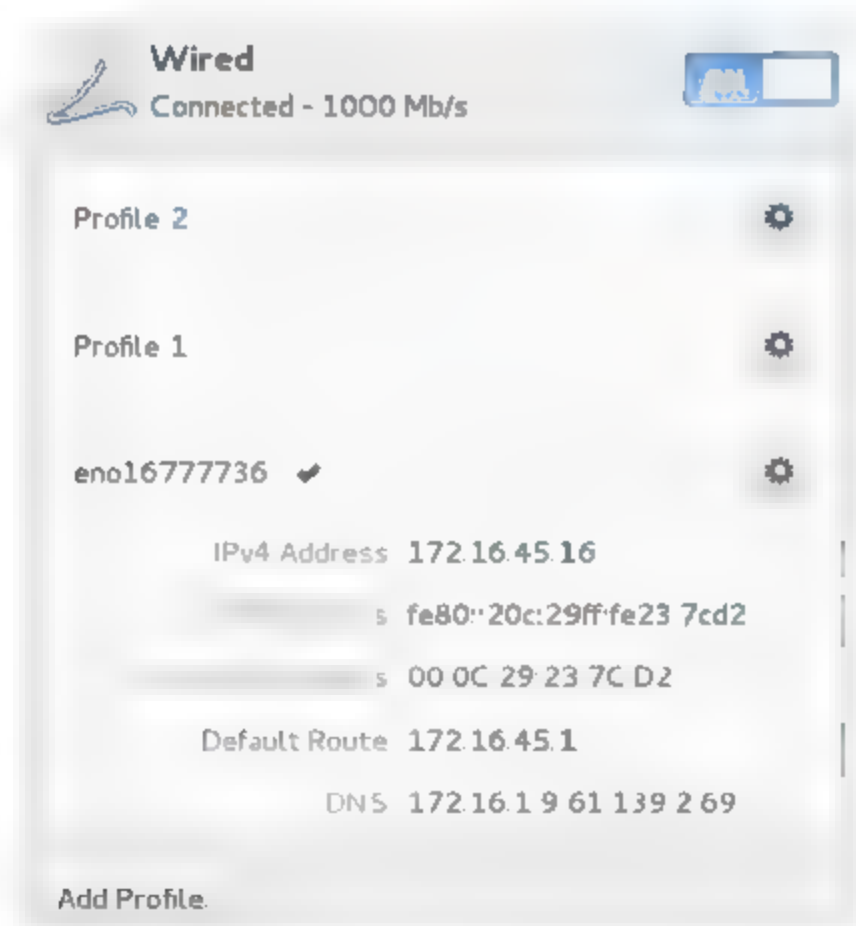 Wired
Connected - 1000 Mb/s
Profile 2
Profile 1
eno16777736
IPv4 Address 172.16.45.16
fe80::20c:29ff:fe23 7cd2
00 0C 29 23 7C D2
Default Route 172.16.45.1
DNS 172.16.1 9 61 139 2 69
Add Profile.